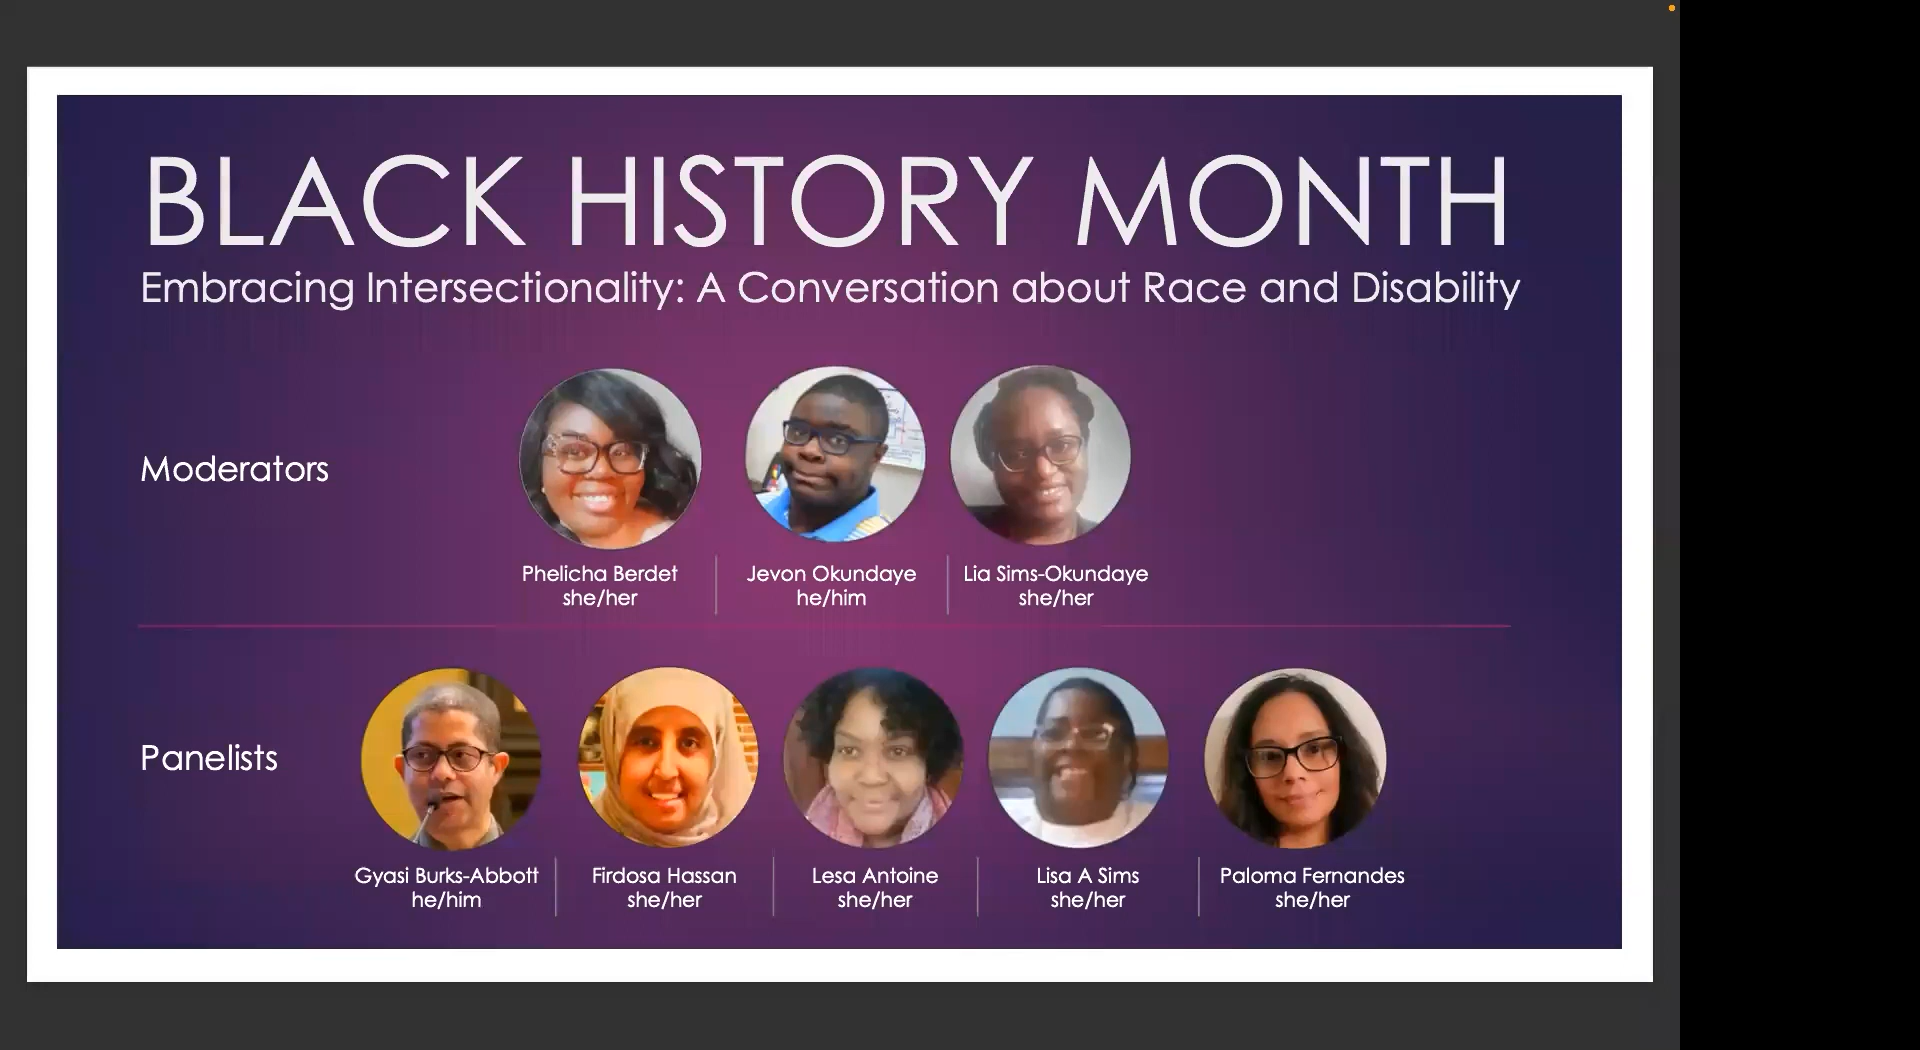 BLACK HISTORY MONTH
Embracing Intersectionality: A Conversation about Race and Disability
Moderators
Phelicha Berdet
she/her
Jevon Okundaye
he/him
Lia Sims-Okundaye
she/her
Panelists
Gyasi Burks-Abbott
he/him
Firdosa Hassan
she/her
Lesa Antoine
she/her
Lisa A Sims
she/her
Paloma Fernandes
she/her